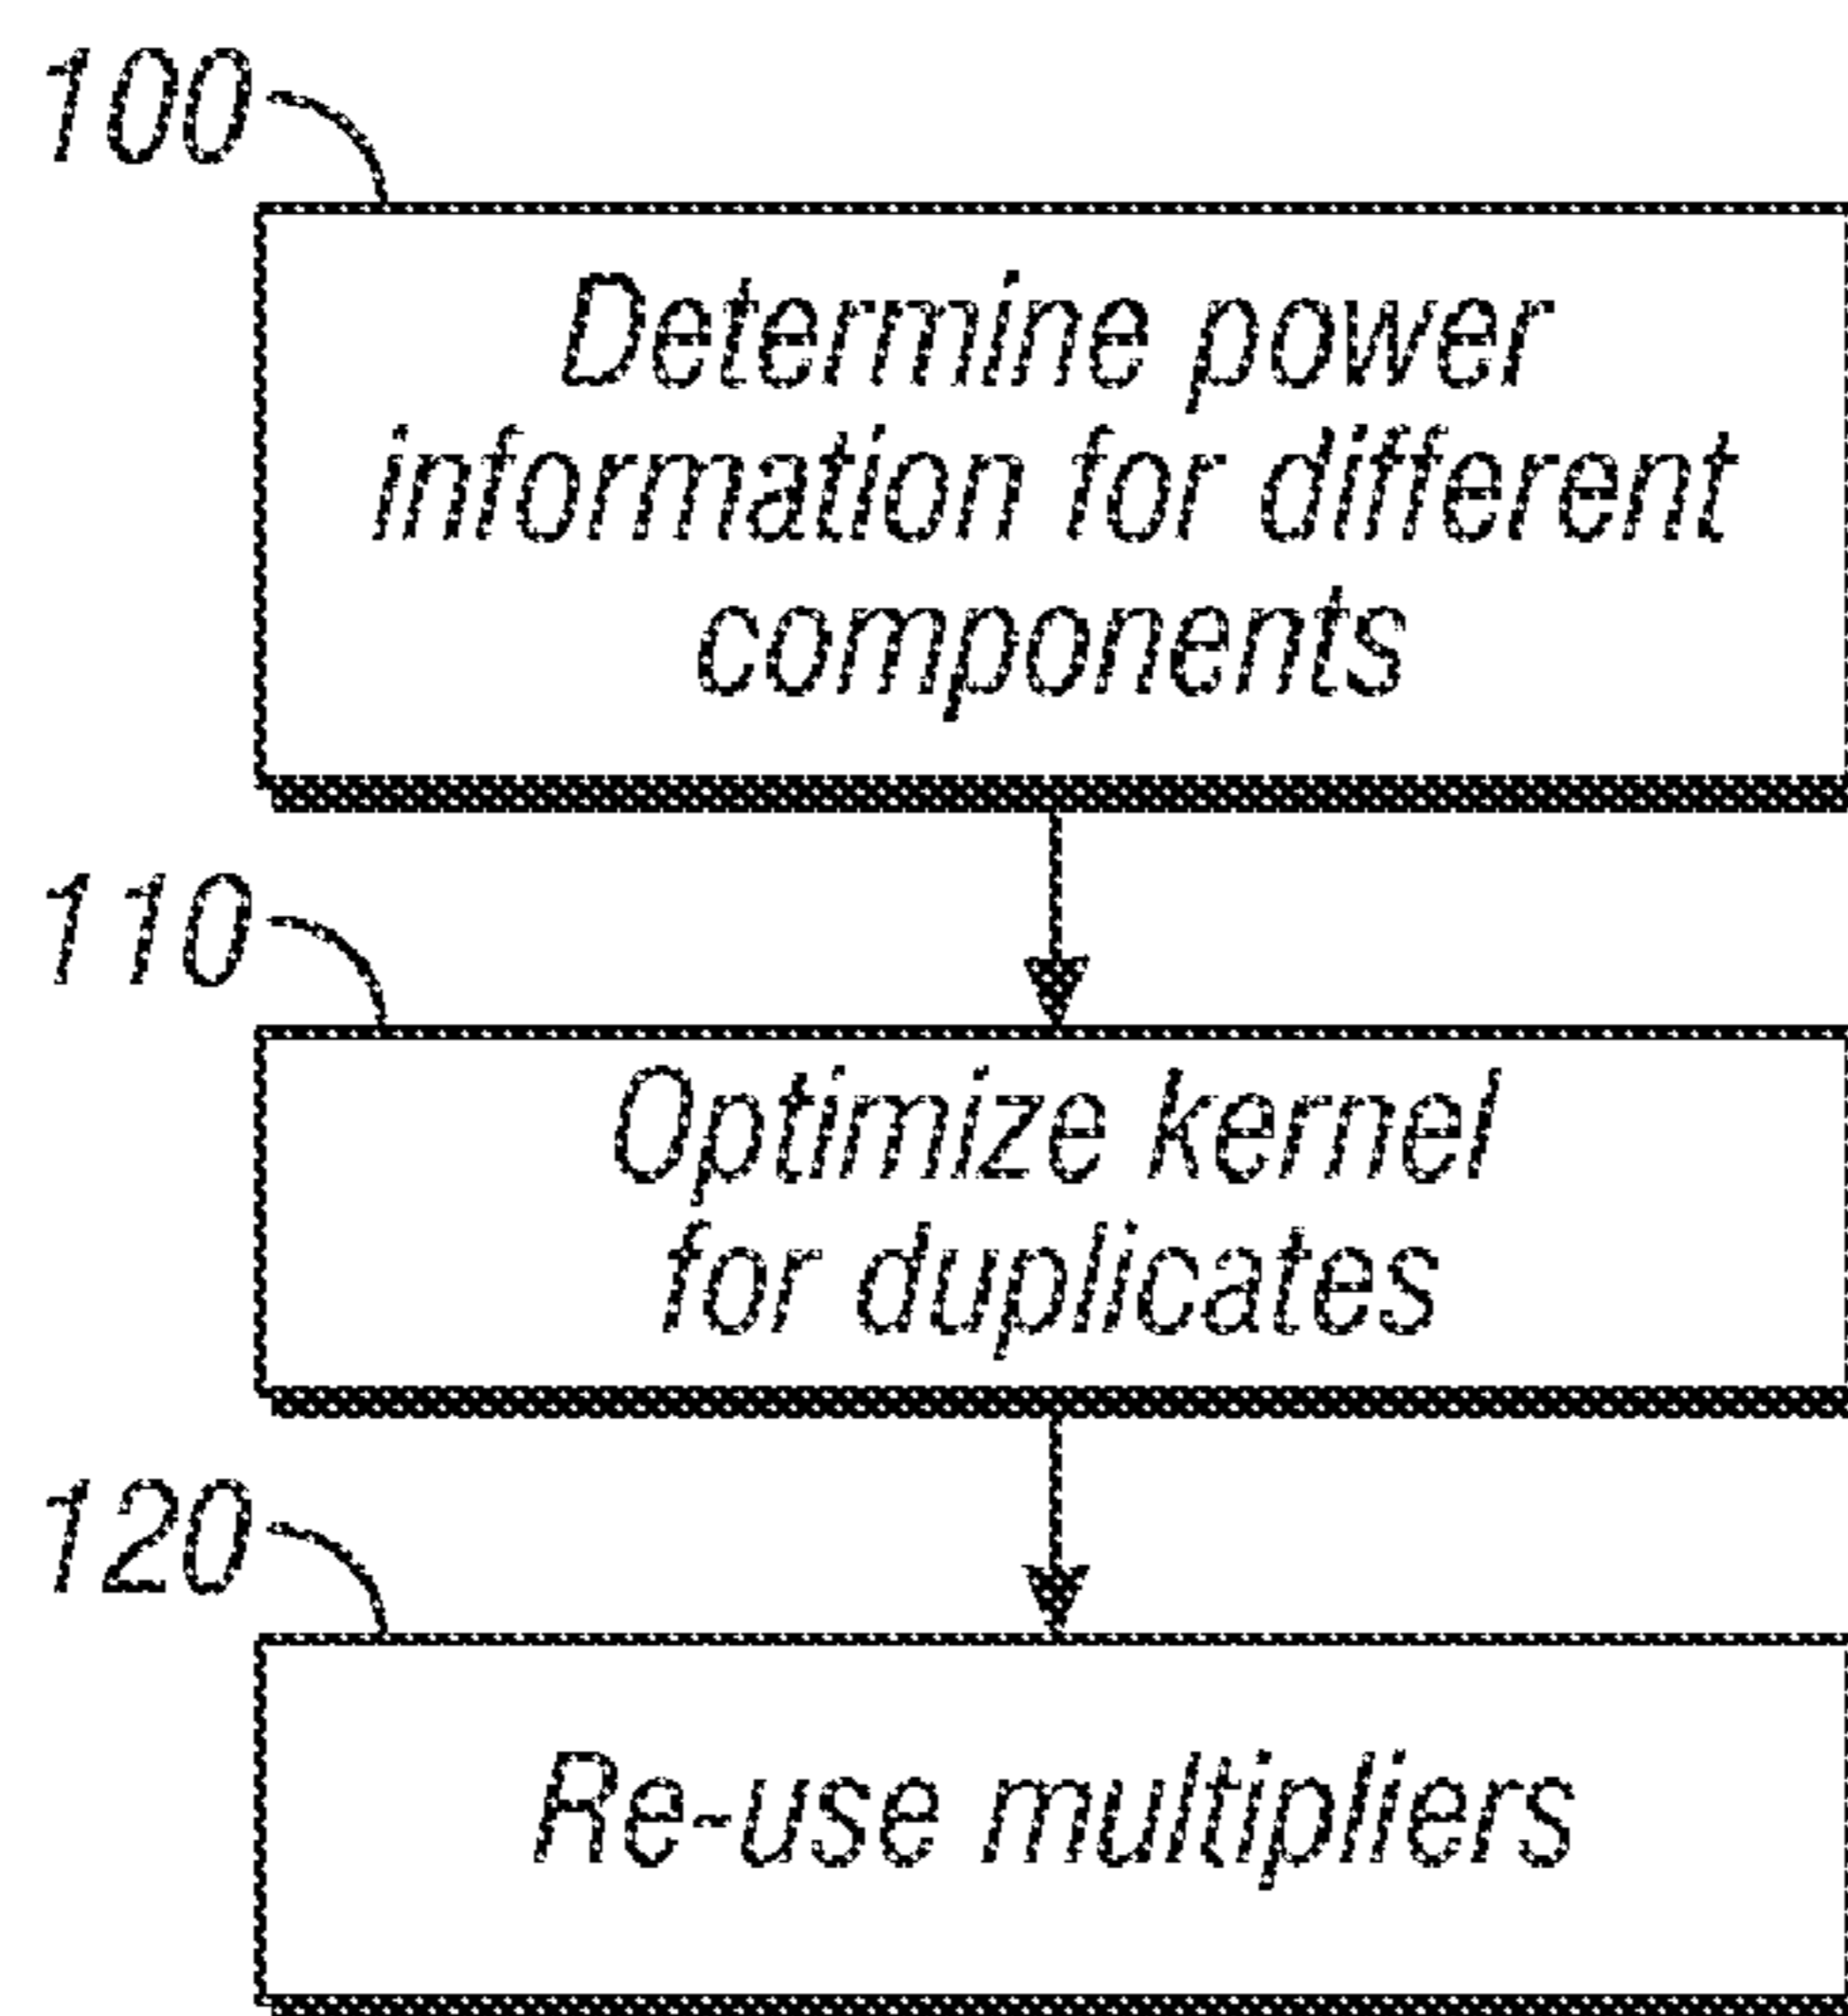 100
Determine power
information for different
components
110
Optimize kernel
for duplicates
120
Re-use multipliers